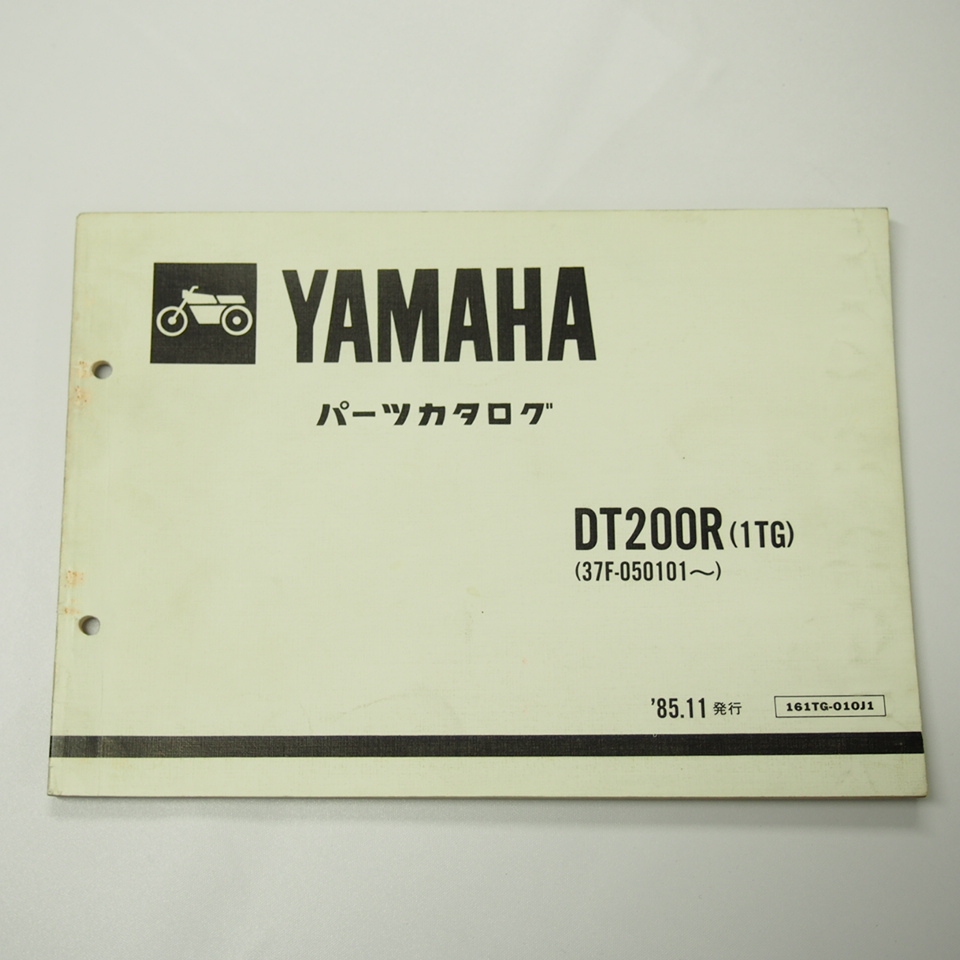 YAMAHA
パーツカタログ
DT200R (1TG)
(37F-050101～)
'85.11 発行
161TG-010J1